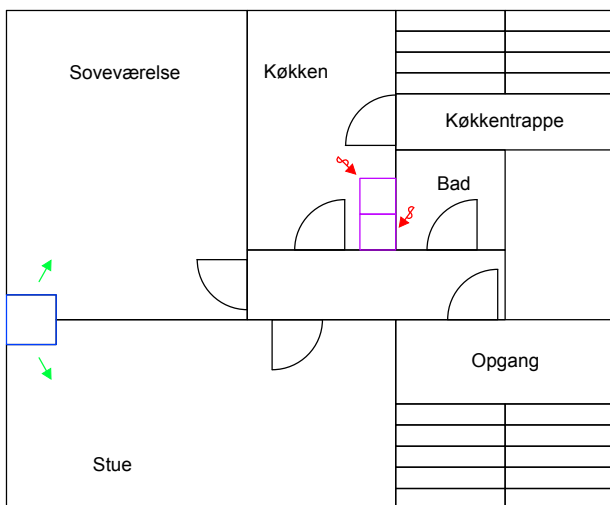 Soveværelse
Køkken
Køkkentrappe
Bad
Opgang
Stue